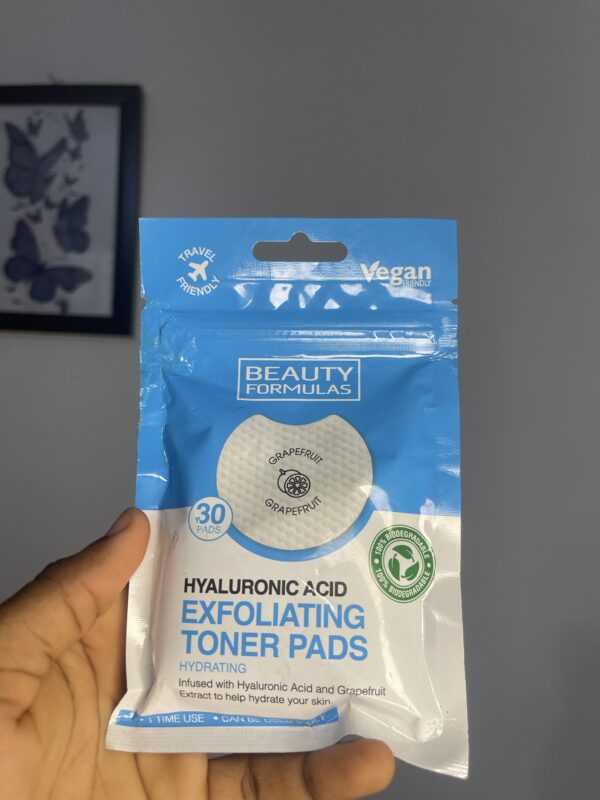 TRAVEL
FRIENDLY
Vegan
FRIENDLY
BEAUTY
FORMULAS
GRAPEFRUIT
GRAPEFRUIT
30
PADS
100% BIODEGRADABLE
100% BIODEGRADABLE
HYALURONIC ACID
EXFOLIATING
TONER PADS
HYDRATING
Infused with Hyaluronic Acid and Grapefruit
Extract to help hydrate your skin
1 TIME USE • CAN BE USED